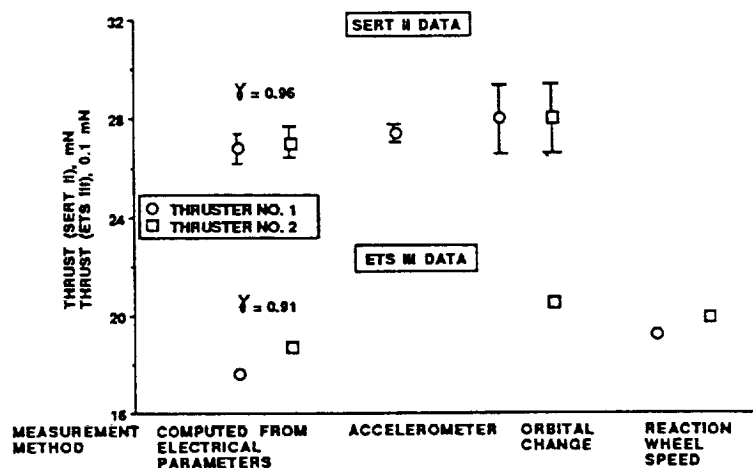 32
28
24
20
16
THRUST (SERT II), mN
THRUST (ETS III), 0.1 mN
SERT II DATA
γ = 0.96
THRUSTER NO. 1
THRUSTER NO. 2
ETS III DATA
γ = 0.91
MEASUREMENT METHOD
COMPUTED FROM ELECTRICAL PARAMETERS
ACCELEROMETER
ORBITAL CHANGE
REACTION WHEEL SPEED